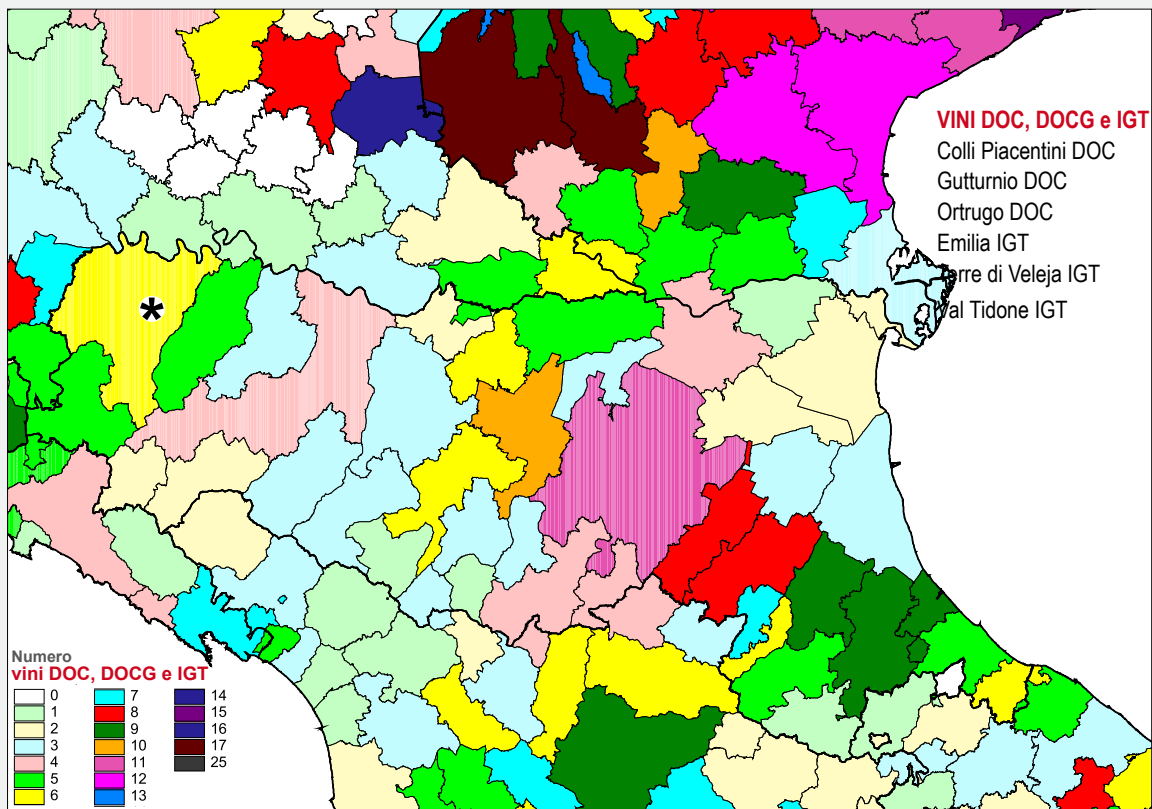 VINI DOC, DOCG e IGT
Colli Piacentini DOC
Gutturnio DOC
Ortrugo DOC
Emilia IGT
Terre di Veleja IGT
Val Tidone IGT
*
Numero
vini DOC, DOCG e IGT
0 7 14
1 8 15
2 9 16
3 10 17
4 11 25
5 12
6 13